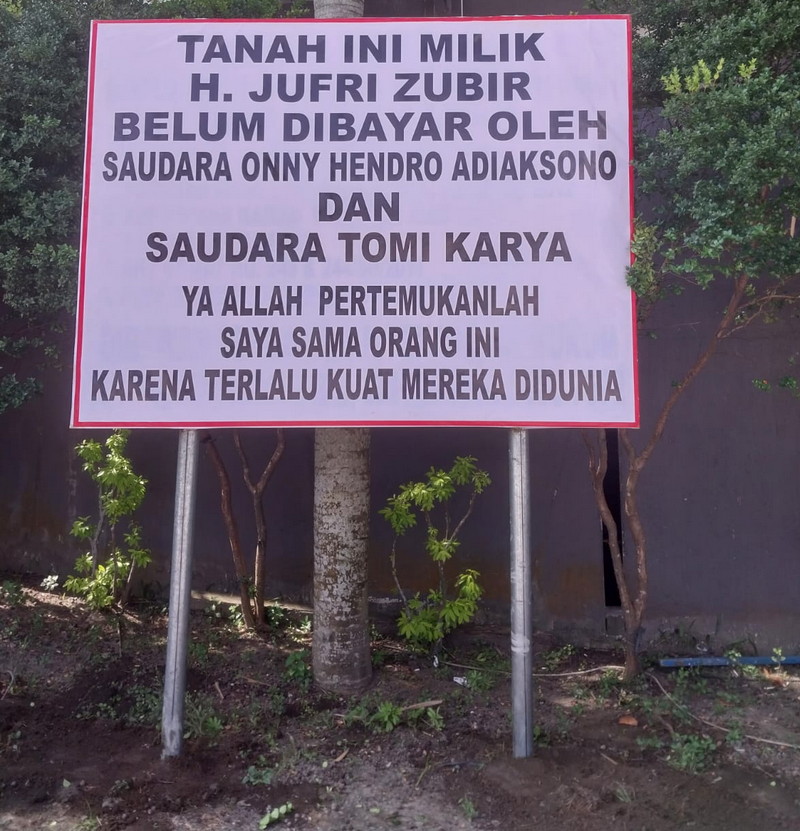 TANAH INI MILIK
H. JUFRI ZUBIR
BELUM DIBAYAR OLEH
SAUDARA ONNY HENDRO ADIAKSONO
DAN
SAUDARA TOMI KARYA
YA ALLAH PERTEMUKANLAH
SAYA SAMA ORANG INI
KARENA TERLALU KUAT MEREKA DIDUNIA